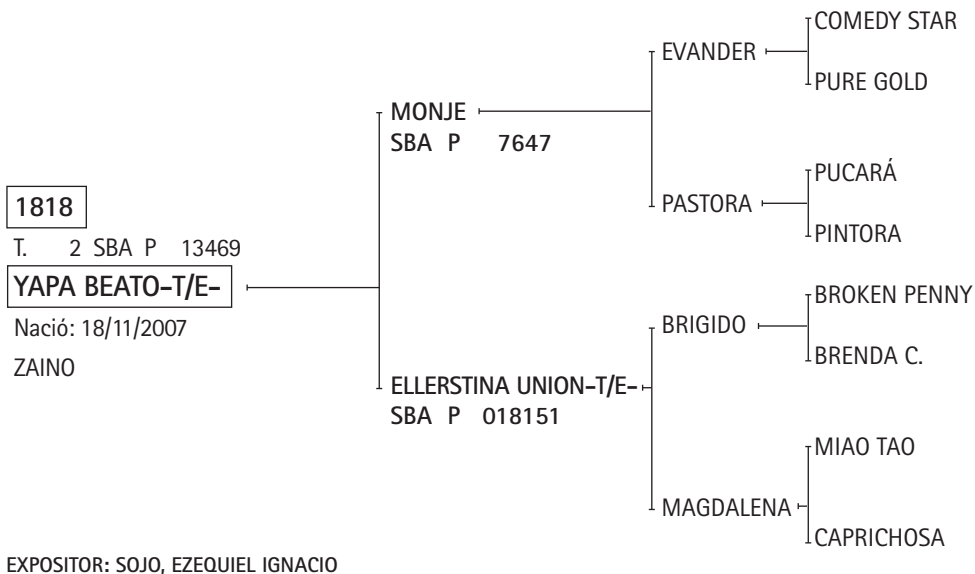 1818
T. 2 SBA P 13469
YAPA BEATO-T/E-
Nació: 18/11/2007
ZAINO
MONJE
SBA P 7647
ELLERSTINA UNION-T/E-
SBA P 018151
EVANDER
PASTORA
BRIGIDO
MAGDALENA
COMEDY STAR
PURE GOLD
PUCARÁ
PINTORA
BROKEN PENNY
BRENDA C.
MIAO TAO
CAPRICHOSA
EXPOSITOR: SOJO, EZEQUIEL IGNACIO